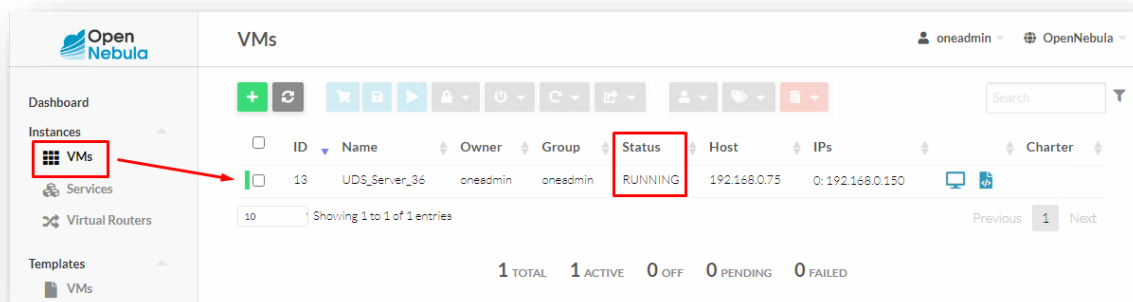 Open
Nebula
VMs
oneadmin
OpenNebula
Dashboard
Instances
VMs
Services
Virtual Routers
Templates
VMs
Search
ID Name Owner Group Status Host IPs Charter
13 UDS_Server_36 oneadmin oneadmin RUNNING 192.168.0.75 0: 192.168.0.150
10 Showing 1 to 1 of 1 entries
Previous 1 Next
1 TOTAL 1 ACTIVE 0 OFF 0 PENDING 0 FAILED